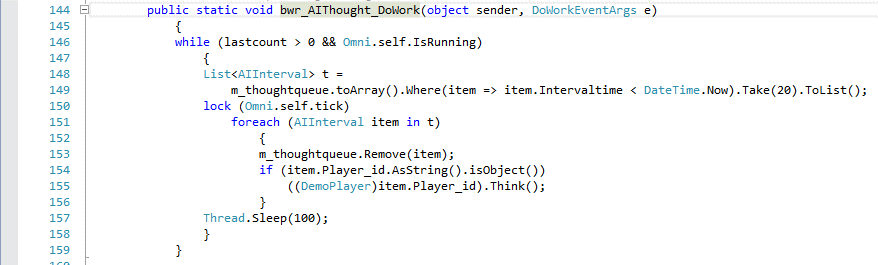 144 public static void bwr_AIThought_DoWork(object sender, DoWorkEventArgs e)
145 {
146 while (lastcount > 0 && Omni.self.IsRunning)
147 {
148 List<AIInterval> t =
149 m_thoughtqueue.toArray().Where(item => item.Intervaltime < DateTime.Now).Take(20).ToList();
150 lock (Omni.self.tick)
151 foreach (AIInterval item in t)
152 {
153 m_thoughtqueue.Remove(item);
154 if (item.Player_id.AsString().isObject())
155 ((DemoPlayer)item.Player_id).Think();
156 }
157 Thread.Sleep(100);
158 }
159 }